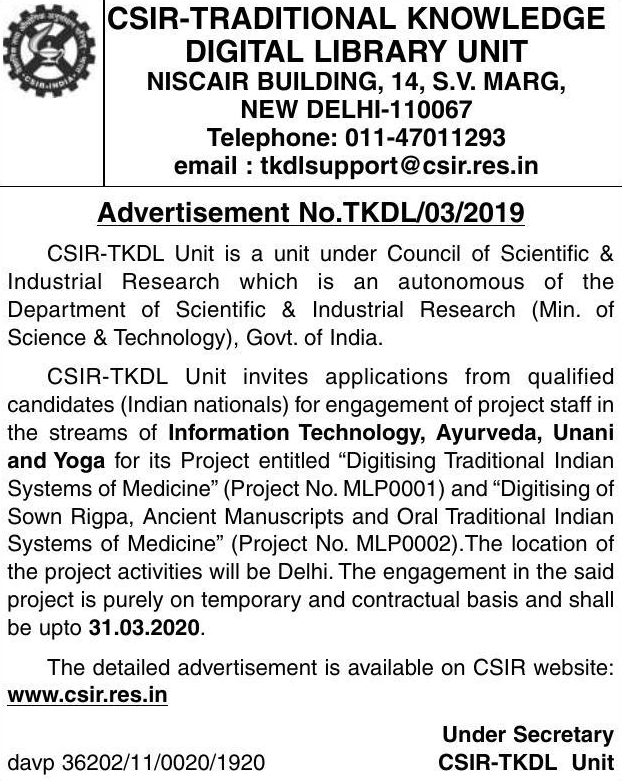 CSIR-TRADITIONAL KNOWLEDGE
DIGITAL LIBRARY UNIT
NISCAIR BUILDING, 14, S.V. MARG,
NEW DELHI-110067
Telephone: 011-47011293
email : tkdlsupport@csir.res.in
CSIR-INDIA
Advertisement No.TKDL/03/2019
CSIR-TKDL Unit is a unit under Council of Scientific &
Industrial Research which is an autonomous of the
Department of Scientific & Industrial Research (Min. of
Science & Technology), Govt. of India.
CSIR-TKDL Unit invites applications from qualified
candidates (Indian nationals) for engagement of project staff in
the streams of Information Technology, Ayurveda, Unani
and Yoga for its Project entitled “Digitising Traditional Indian
Systems of Medicine” (Project No. MLP0001) and “Digitising of
Sown Rigpa, Ancient Manuscripts and Oral Traditional Indian
Systems of Medicine” (Project No. MLP0002).The location of
the project activities will be Delhi. The engagement in the said
project is purely on temporary and contractual basis and shall
be upto 31.03.2020.
The detailed advertisement is available on CSIR website:
www.csir.res.in
Under Secretary
davp 36202/11/0020/1920 CSIR-TKDL Unit